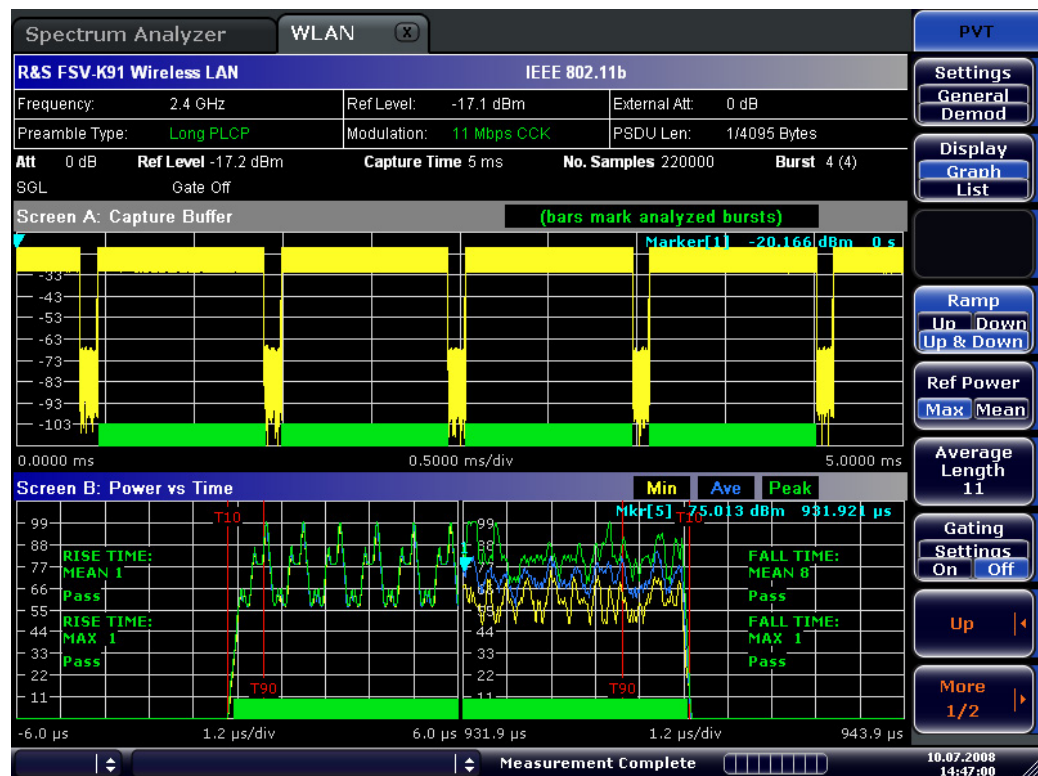 Spectrum Analyzer WLAN X PVT
R&S FSV-K91 Wireless LAN IEEE 802.11b
Frequency: 2.4 GHz Ref Level: -17.1 dBm External Att: 0 dB
Preamble Type: Long PLCP Modulation: 11 Mbps CCK PSDU Len: 1/4095 Bytes
Att 0 dB Ref Level -17.2 dBm Capture Time 5 ms No. Samples 220000 Burst 4 (4)
SGL Gate Off
Screen A: Capture Buffer (bars mark analyzed bursts)
Marker[1] -20.166 dBm 0 s
-33
-43
-53
-63
-73
-83
-93
-103
0.0000 ms 0.5000 ms/div 5.0000 ms
Screen B: Power vs Time Min Ave Peak
Mkr[5] 75.013 dBm 931.921 µs
T10 T10
99 99
88 88
77
66 66
55 55
44 44
33 33
22 22
11 11
1
RISE TIME:
MEAN 1
Pass
RISE TIME:
MAX 1
Pass
FALL TIME:
MEAN 8
Pass
FALL TIME:
MAX 1
Pass
T90 T90
-6.0 µs 1.2 µs/div 6.0 µs 931.9 µs 1.2 µs/div 943.9 µs
Measurement Complete
Settings
General
Demod
Display
Graph
List
Ramp
Up Down
Up & Down
Ref Power
Max Mean
Average
Length
11
Gating
Settings
On Off
Up
More
1/2
10.07.2008
14:47:00